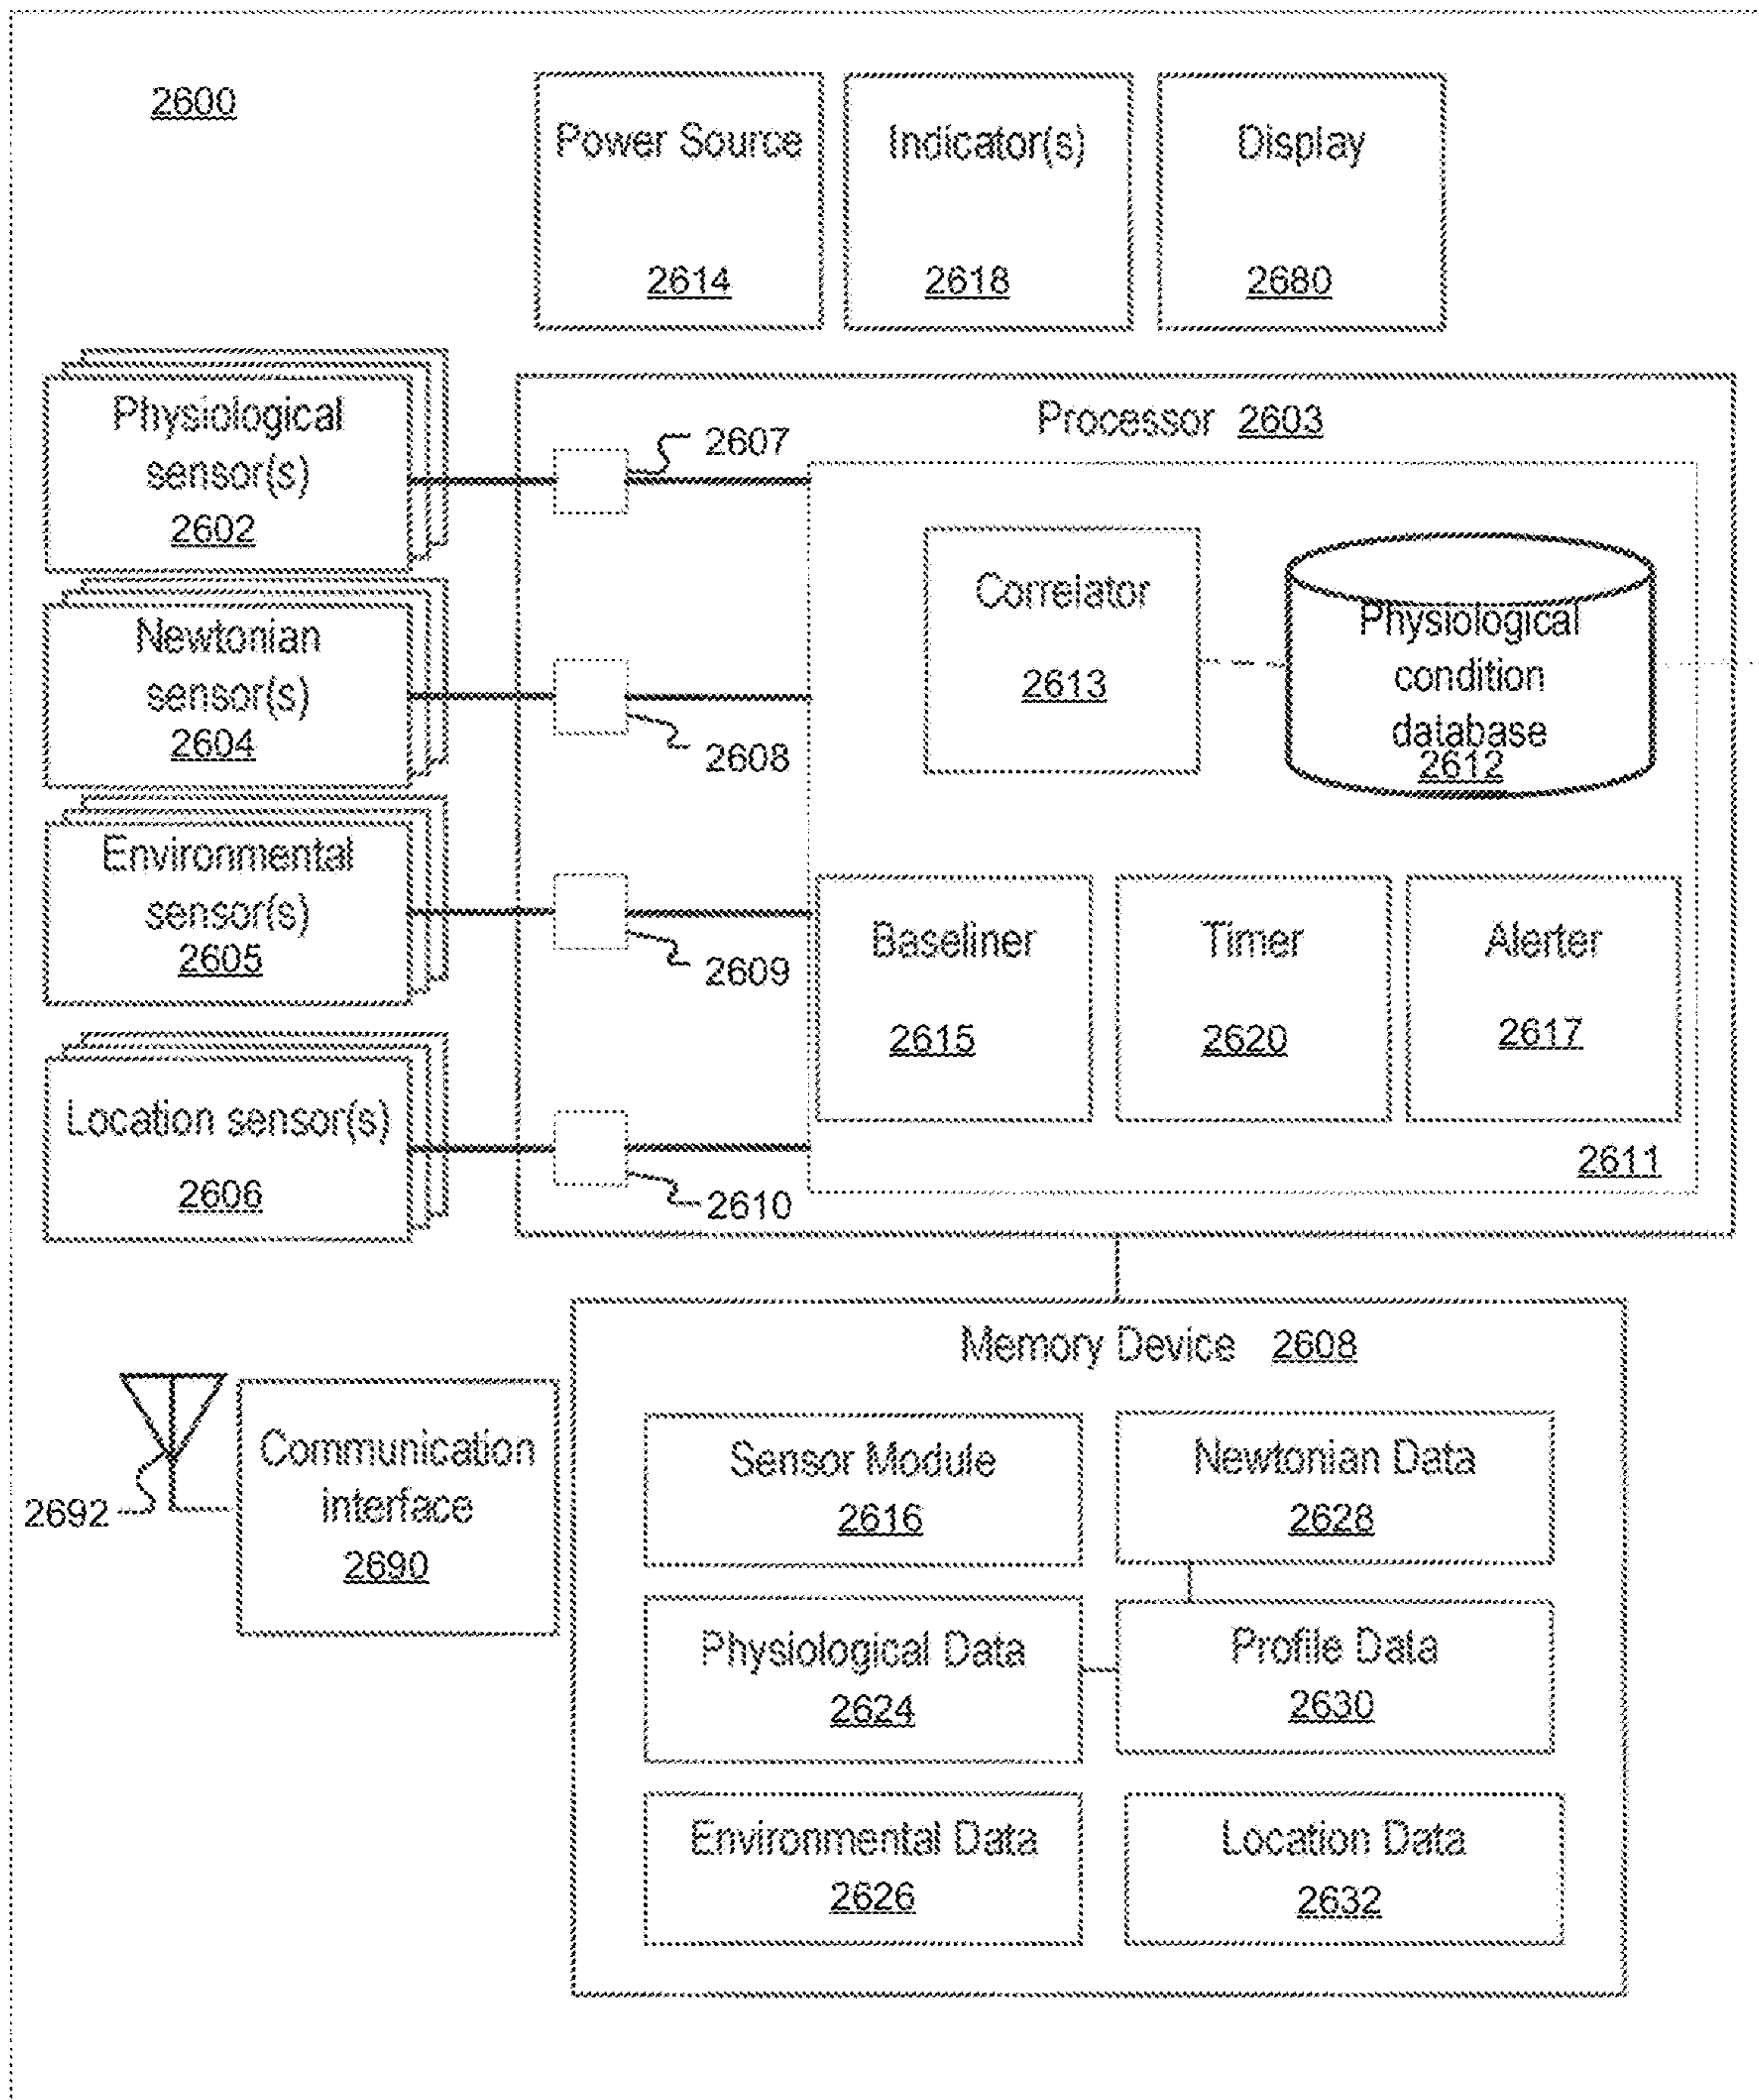 2600
Power Source
2614
Indicator(s)
2618
Display
2680
Physiological
sensor(s)
2602
Newtonian
sensor(s)
2604
Environmental
sensor(s)
2605
Location sensor(s)
2606
Processor 2603
2607
2608
2609
2610
Correlator
2613
Physiological
condition
database
2612
Baseliner
2615
Timer
2620
Alerter
2617
2611
2692
Communication
interface
2690
Memory Device 2608
Sensor Module
2616
Newtonian Data
2628
Physiological Data
2624
Profile Data
2630
Environmental Data
2626
Location Data
2632